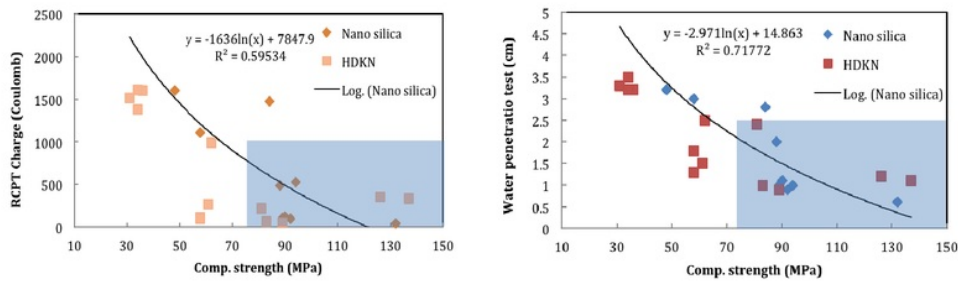 2500
2000
1500
1000
500
0
10
30
50
70
90
110
130
150
RCPT Charge (Coulomb)
Comp. strength (MPa)
y = -1636ln(x) + 7847.9
R² = 0.59534
Nano silica
HDKN
Log. (Nano silica)
5
4.5
4
3.5
3
2.5
2
1.5
1
0.5
0
10
30
50
70
90
110
130
150
Water penetratio test (cm)
Comp. strength (MPa)
y = -2.971ln(x) + 14.863
R² = 0.71772
Nano silica
HDKN
Log. (Nano silica)